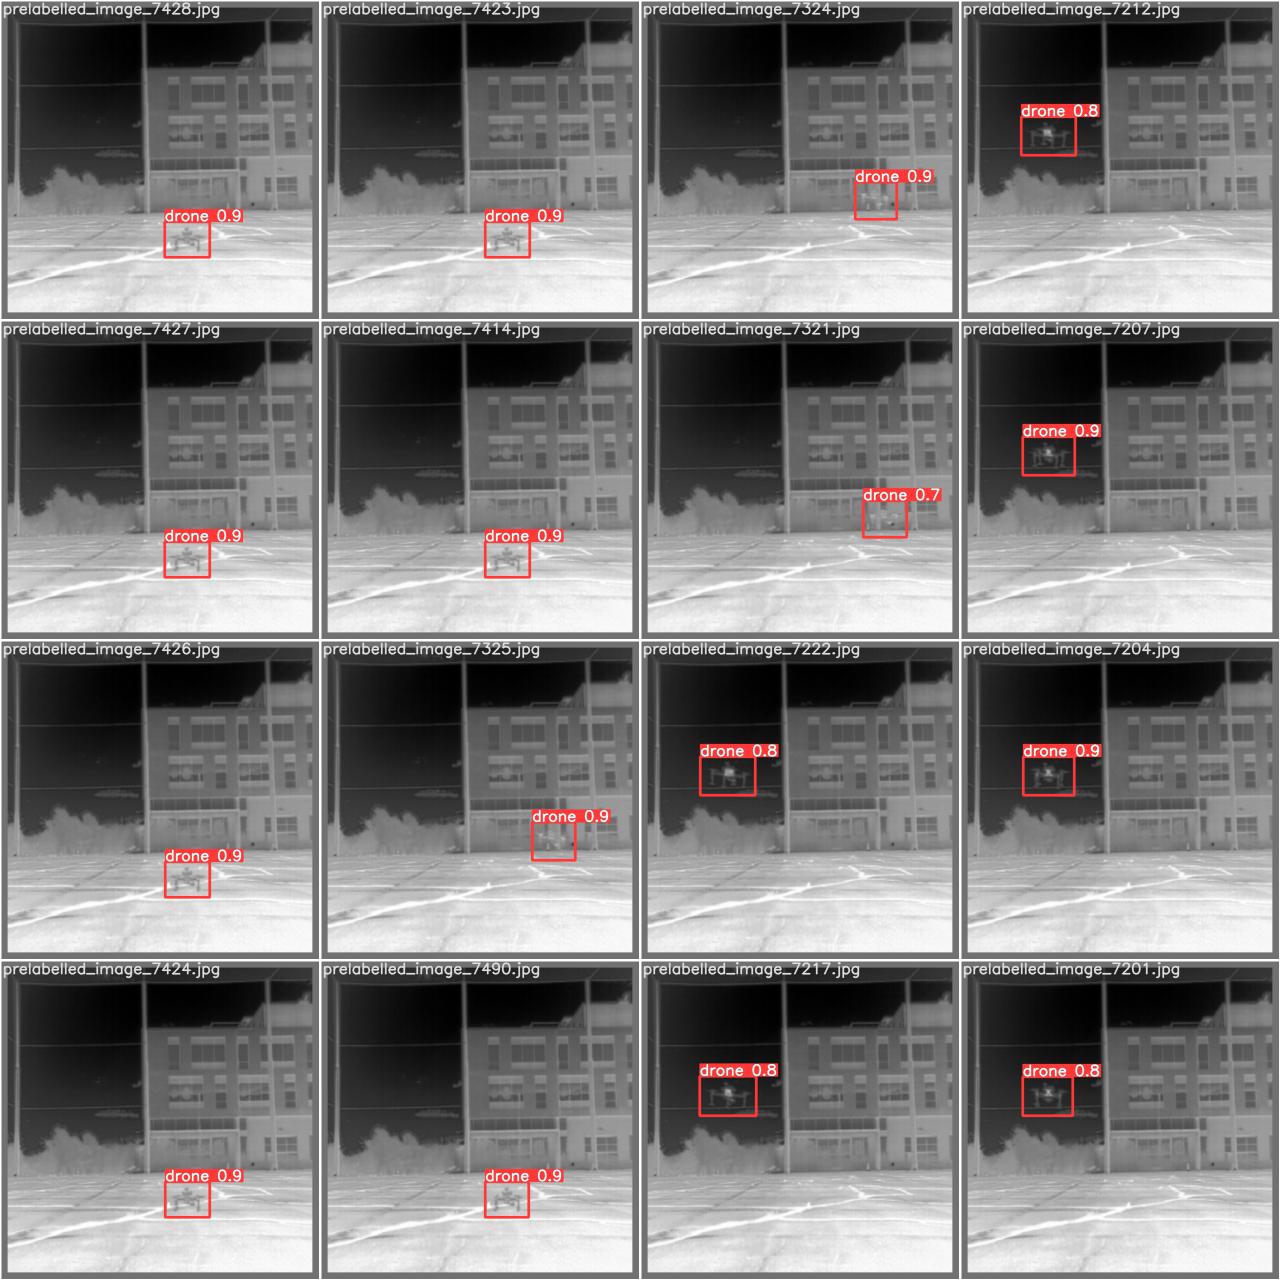 prelabelled_image_7428.jpg
prelabelled_image_7423.jpg
prelabelled_image_7324.jpg
prelabelled_image_7212.jpg
drone 0.8
drone 0.9
drone 0.9
drone 0.9
prelabelled_image_7427.jpg
prelabelled_image_7414.jpg
prelabelled_image_7321.jpg
prelabelled_image_7207.jpg
drone 0.9
drone 0.7
drone 0.9
drone 0.9
prelabelled_image_7426.jpg
prelabelled_image_7325.jpg
prelabelled_image_7222.jpg
prelabelled_image_7204.jpg
drone 0.8
drone 0.9
drone 0.9
drone 0.9
prelabelled_image_7424.jpg
prelabelled_image_7490.jpg
prelabelled_image_7217.jpg
prelabelled_image_7201.jpg
drone 0.8
drone 0.8
drone 0.9
drone 0.9